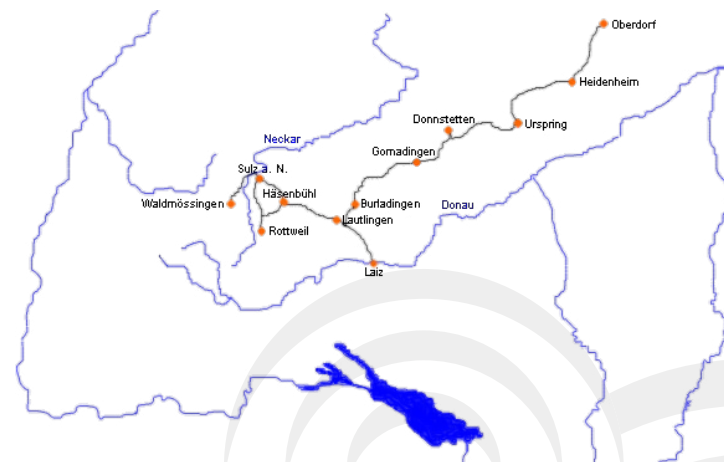 Oberdorf
Heidenheim
Donnstetten
Urspring
Neckar
Gomadingen
Sulz a. N.
Häsenbühl
Waldmössingen
Burladingen
Donau
Lautlingen
Rottweil
Laiz